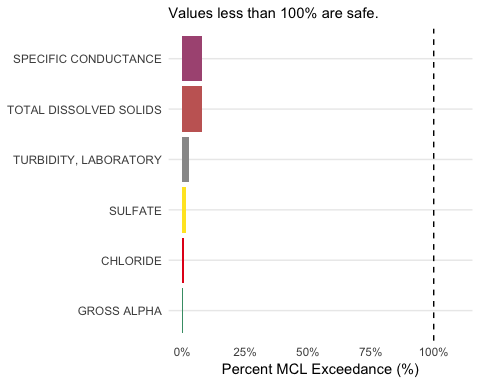 Values less than 100% are safe.
SPECIFIC CONDUCTANCE
TOTAL DISSOLVED SOLIDS
TURBIDITY, LABORATORY
SULFATE
CHLORIDE
GROSS ALPHA
0% 25% 50% 75% 100%
Percent MCL Exceedance (%)